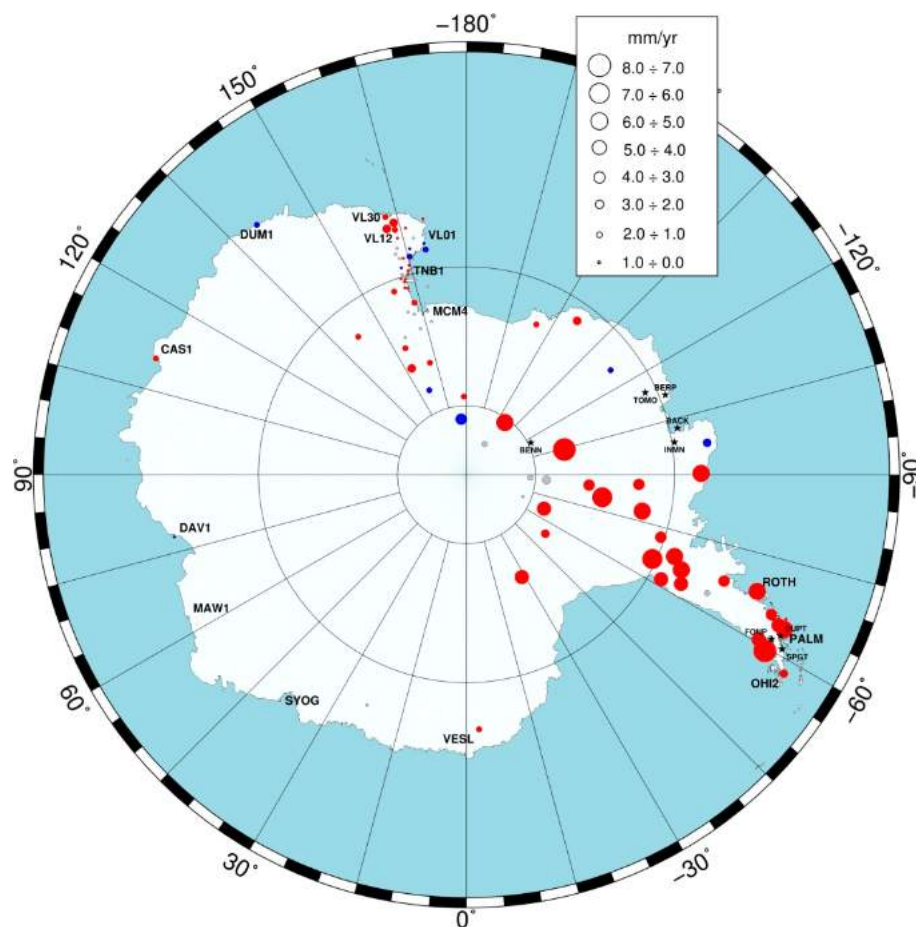 −180˚
mm/yr
8.0 ÷ 7.0
7.0 ÷ 6.0
6.0 ÷ 5.0
5.0 ÷ 4.0
4.0 ÷ 3.0
3.0 ÷ 2.0
2.0 ÷ 1.0
1.0 ÷ 0.0
150˚
120˚
90˚
60˚
30˚
0˚
−30˚
−60˚
−90
−120˚
VL30
DUM1
VL12
VL01
TNB1
MCM4
CAS1
BERP
TOMO
BACK
BENN
INMN
DAV1
MAW1
ROTH
FONP
PALM
SPGT
OHI2
SYOG
VESL